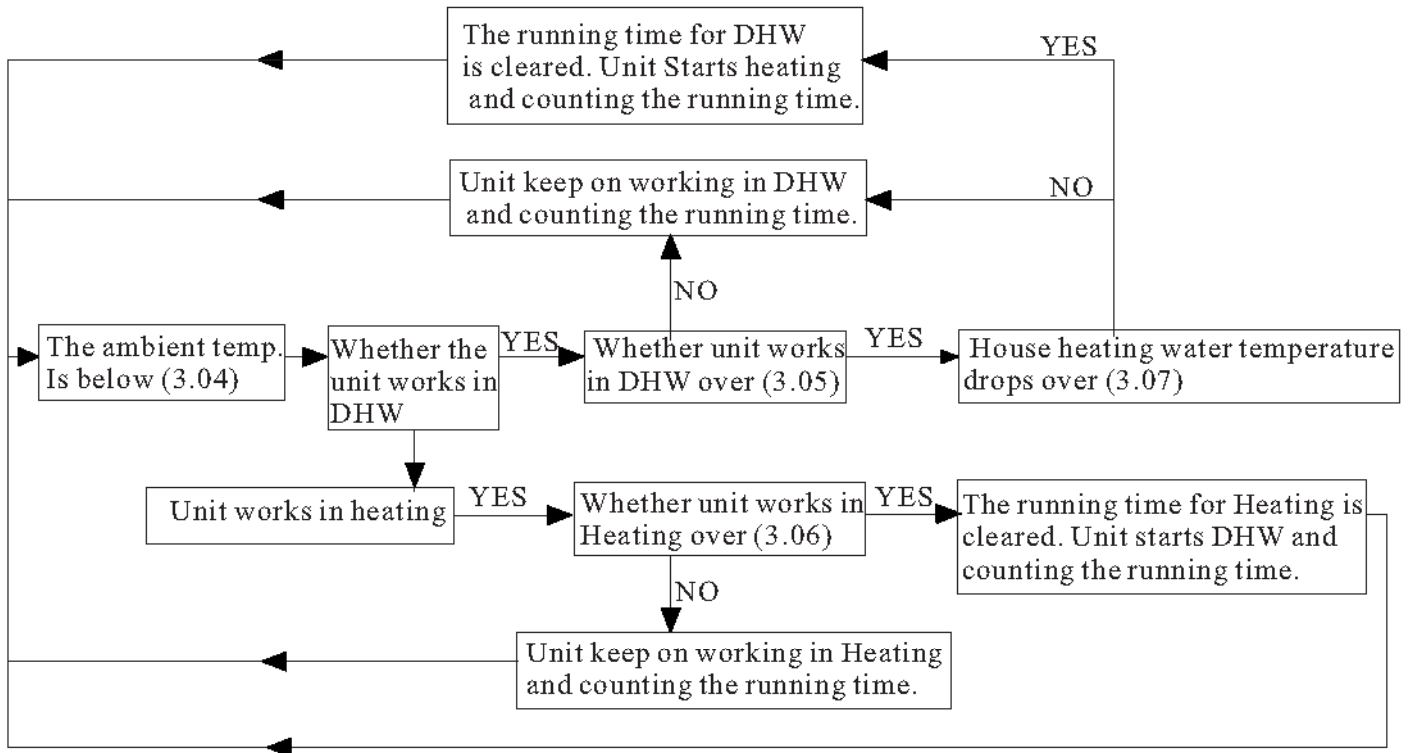 The running time for DHW
is cleared. Unit Starts heating
and counting the running time.
YES
Unit keep on working in DHW
and counting the running time.
NO
NO
The ambient temp.
Is below (3.04)
Whether the
unit works in
DHW
YES
Whether unit works
in DHW over (3.05)
YES
House heating water temperature
drops over (3.07)
Unit works in heating
YES
Whether unit works in
Heating over (3.06)
YES
The running time for Heating is
cleared. Unit starts DHW and
counting the running time.
NO
Unit keep on working in Heating
and counting the running time.